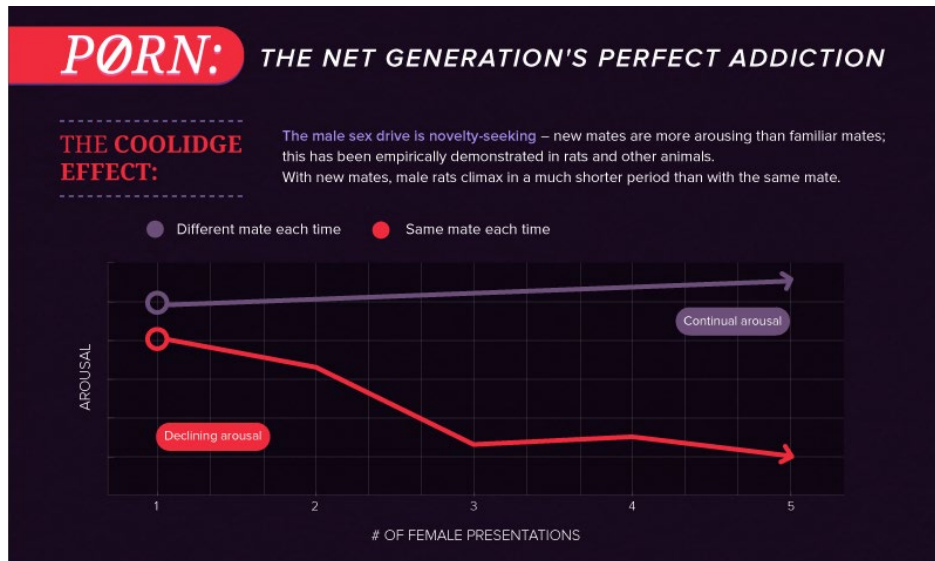 PØRN: THE NET GENERATION'S PERFECT ADDICTION
THE COOLIDGE
EFFECT:
The male sex drive is novelty-seeking – new mates are more arousing than familiar mates;
this has been empirically demonstrated in rats and other animals.
With new mates, male rats climax in a much shorter period than with the same mate.
Different mate each time Same mate each time
Continual arousal
AROUSAL
Declining arousal
1 2 3 4 5
# OF FEMALE PRESENTATIONS